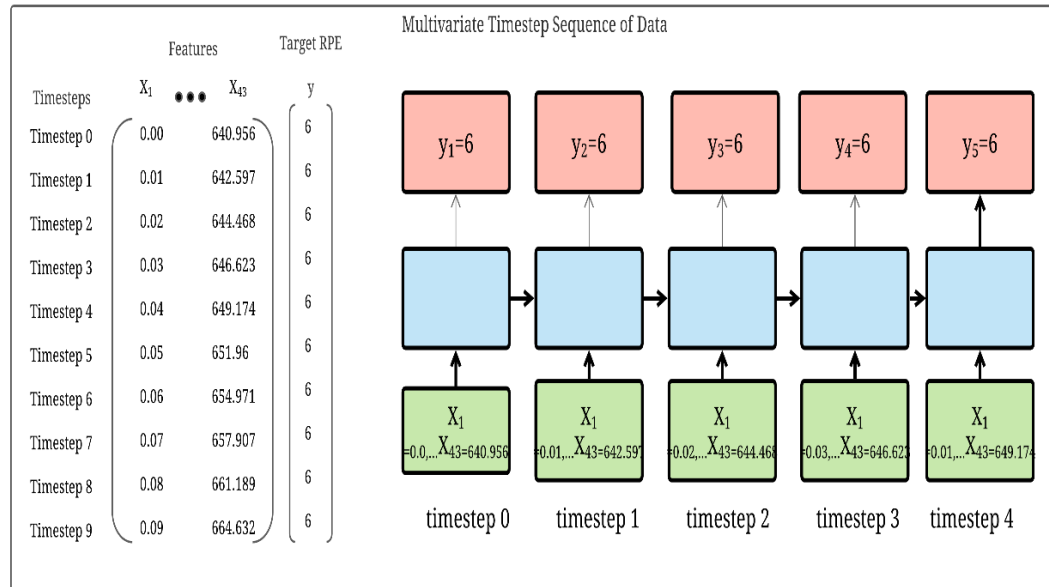 Multivariate Timestep Sequence of Data
Features
Target RPE
Timesteps X₁ ●●● X₄₃ y
Timestep 0 0.00 640.956 6
Timestep 1 0.01 642.597 6
Timestep 2 0.02 644.468 6
Timestep 3 0.03 646.623 6
Timestep 4 0.04 649.174 6
Timestep 5 0.05 651.96 6
Timestep 6 0.06 654.971 6
Timestep 7 0.07 657.907 6
Timestep 8 0.08 661.189 6
Timestep 9 0.09 664.632 6
y₁=6 y₂=6 y₃=6 y₄=6 y₅=6
X₁ X₁ X₁ X₁ X₁
=0.0,...X₄₃=640.956 =0.01,...X₄₃=642.597 =0.02,...X₄₃=644.468 =0.03,...X₄₃=646.623 =0.01,...X₄₃=649.174
timestep 0 timestep 1 timestep 2 timestep 3 timestep 4